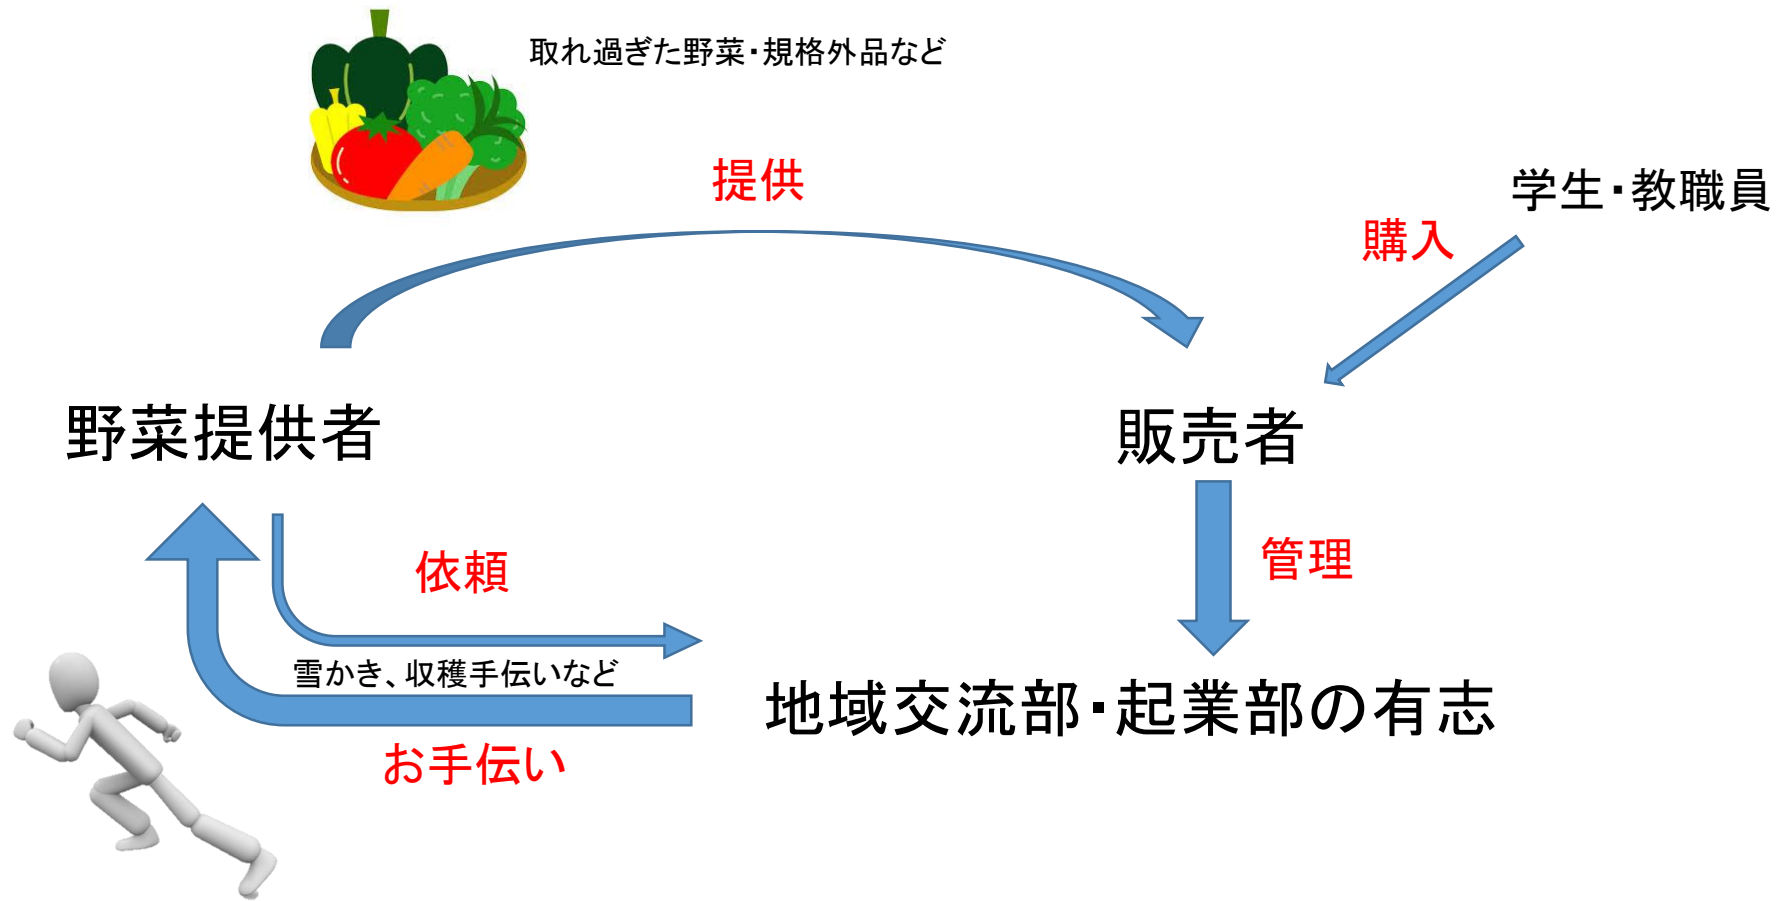 取れ過ぎた野菜・規格外品など
提供
学生・教職員
購入
野菜提供者
販売者
依頼
管理
雪かき、収穫手伝いなど
地域交流部・起業部の有志
お手伝い